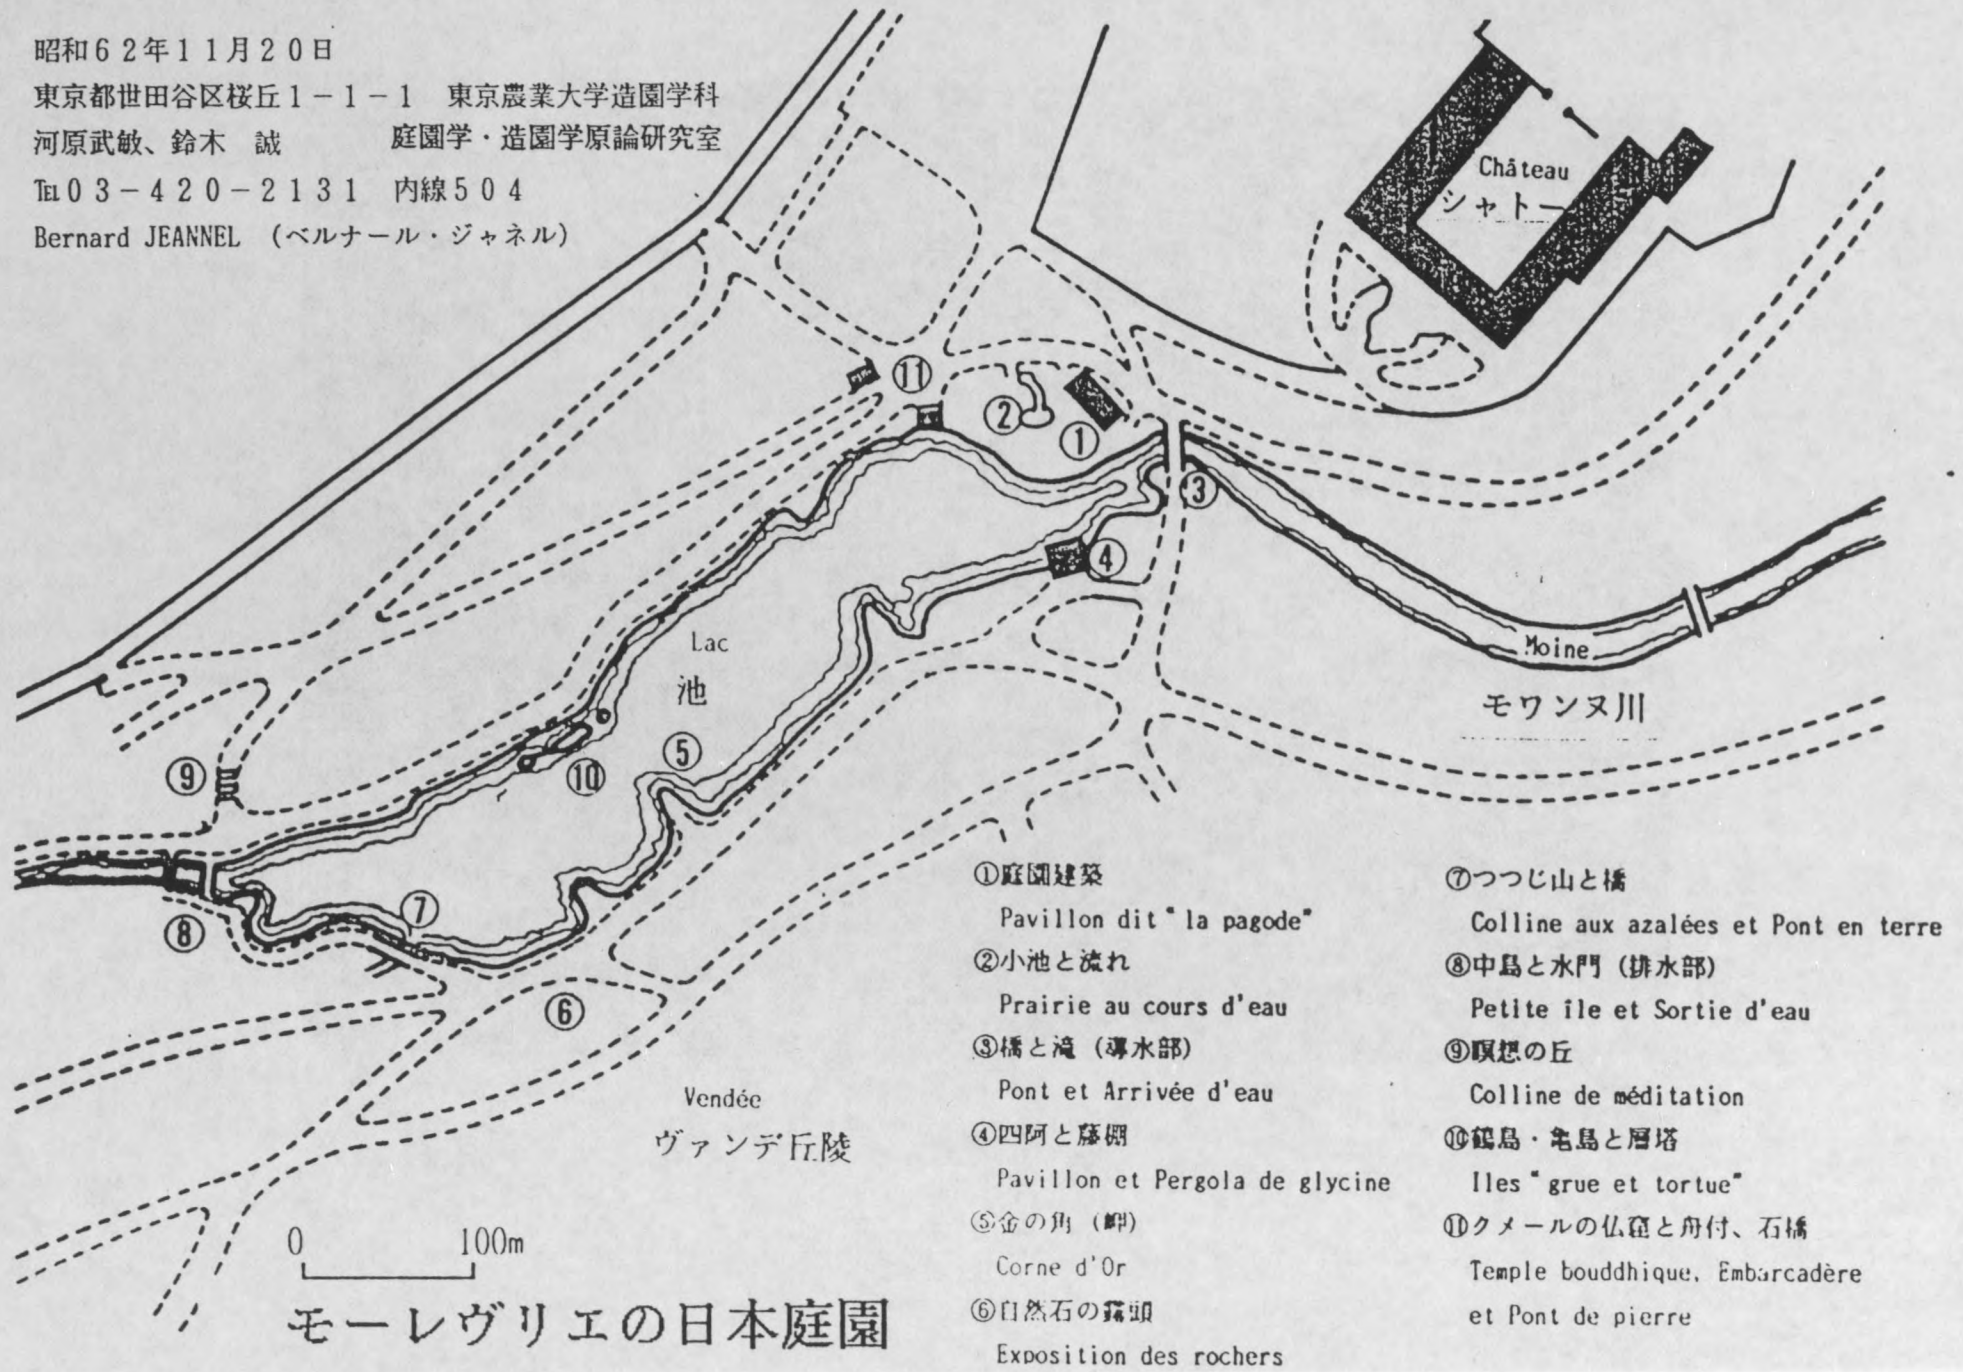 昭和62年11月20日
東京都世田谷区桜丘1-1-1 東京農業大学造園学科
河原武敏、鈴木 誠 庭園学・造園学原論研究室
℡03-420-2131 内線504
Bernard JEANNEL (ベルナール・ジャネル)
Château
シャトー
⑪
②
①
③
④
Lac
池
Moine
モワンヌ川
⑤
⑨
⑩
⑦
⑧
⑥
Vendée
ヴァンデ丘陵
0 100m
モーレヴリエの日本庭園
①庭園建築
Pavillon dit "la pagode"
②小池と流れ
Prairie au cours d'eau
③橋と滝(導水部)
Pont et Arrivée d'eau
④四阿と藤棚
Pavillon et Pergola de glycine
⑤金の角(岬)
Corne d'Or
⑥自然石の露頭
Exposition des rochers
⑦つつじ山と橋
Colline aux azalées et Pont en terre
⑧中島と水門(排水部)
Petite île et Sortie d'eau
⑨瞑想の丘
Colline de méditation
⑩鶴島・亀島と層塔
Iles "grue et tortue"
⑪クメールの仏窟と舟付、石橋
Temple bouddhique, Embarcadère
et Pont de pierre